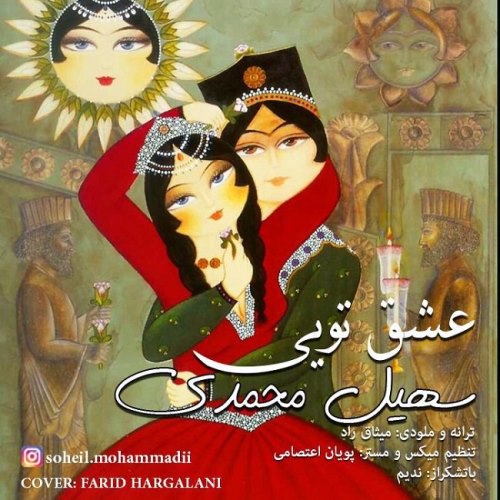 عشق تویی
سهیل محمدی
ترانه و ملودی: میثاق راد
تنظیم میکس و مستر: پویان اعتصامی
باتشکراز: ندیم
soheil.mohammadii
COVER: FARID HARGALANI